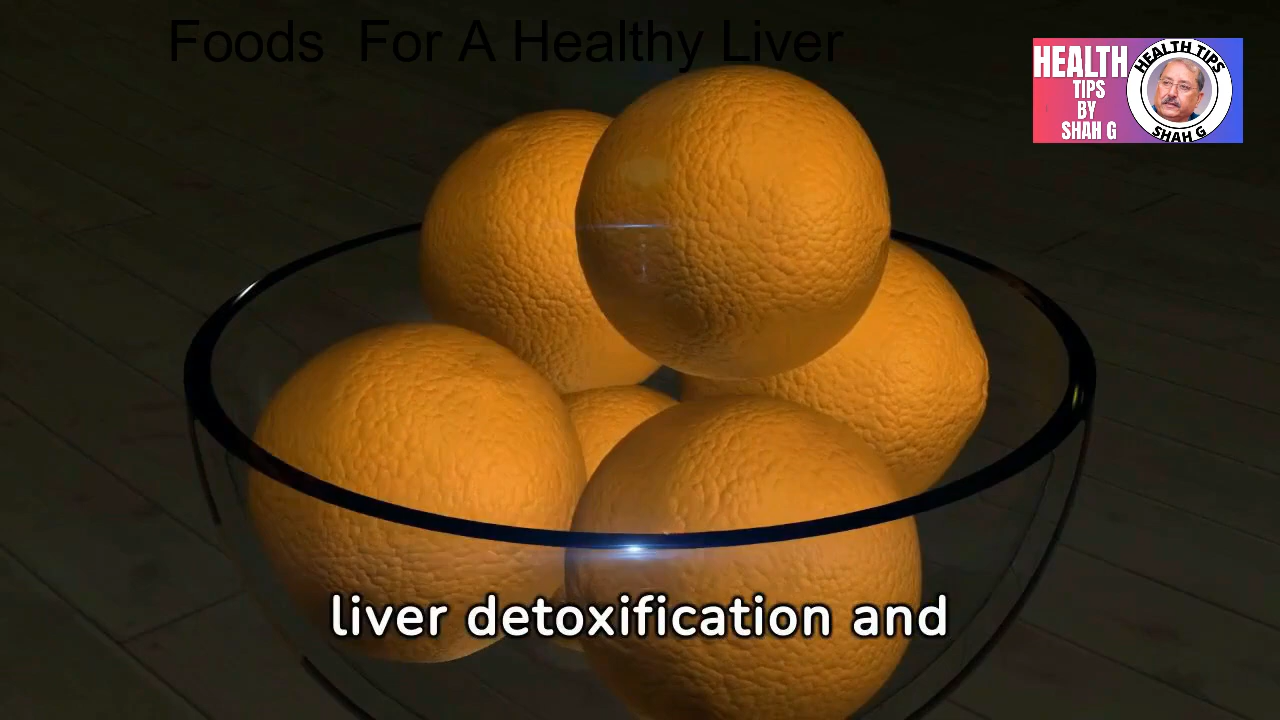 Foods For A Healthy Liver
HEALTH
TIPS
BY
SHAH G
HEALTH TIPS
SHAH G
liver detoxification and